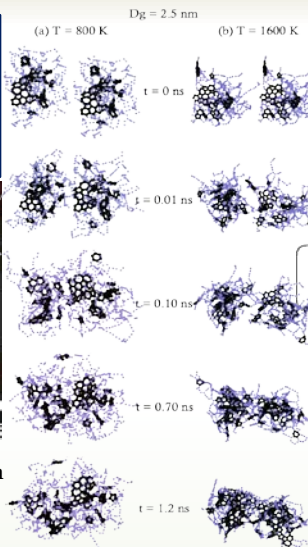 Dg = 2.5 nm
(a) T = 800 K
(b) T = 1600 K
t = 0 ns
t = 0.01 ns
t = 0.10 ns
t = 0.70 ns
t = 1.2 ns